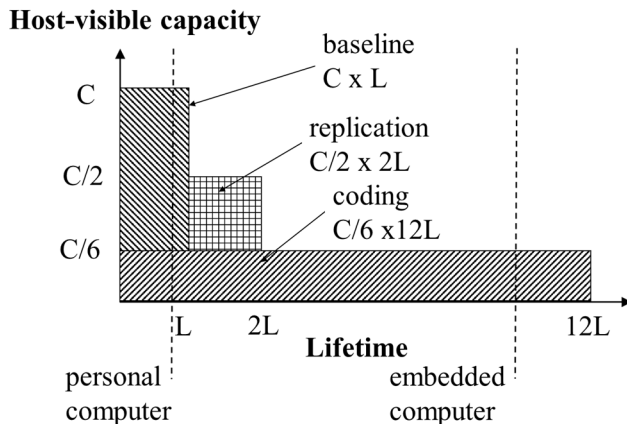 Host-visible capacity
baseline
C x L
C
replication
C/2 x 2L
C/2
coding
C/6 x12L
C/6
L
2L
12L
Lifetime
personal
computer
embedded
computer